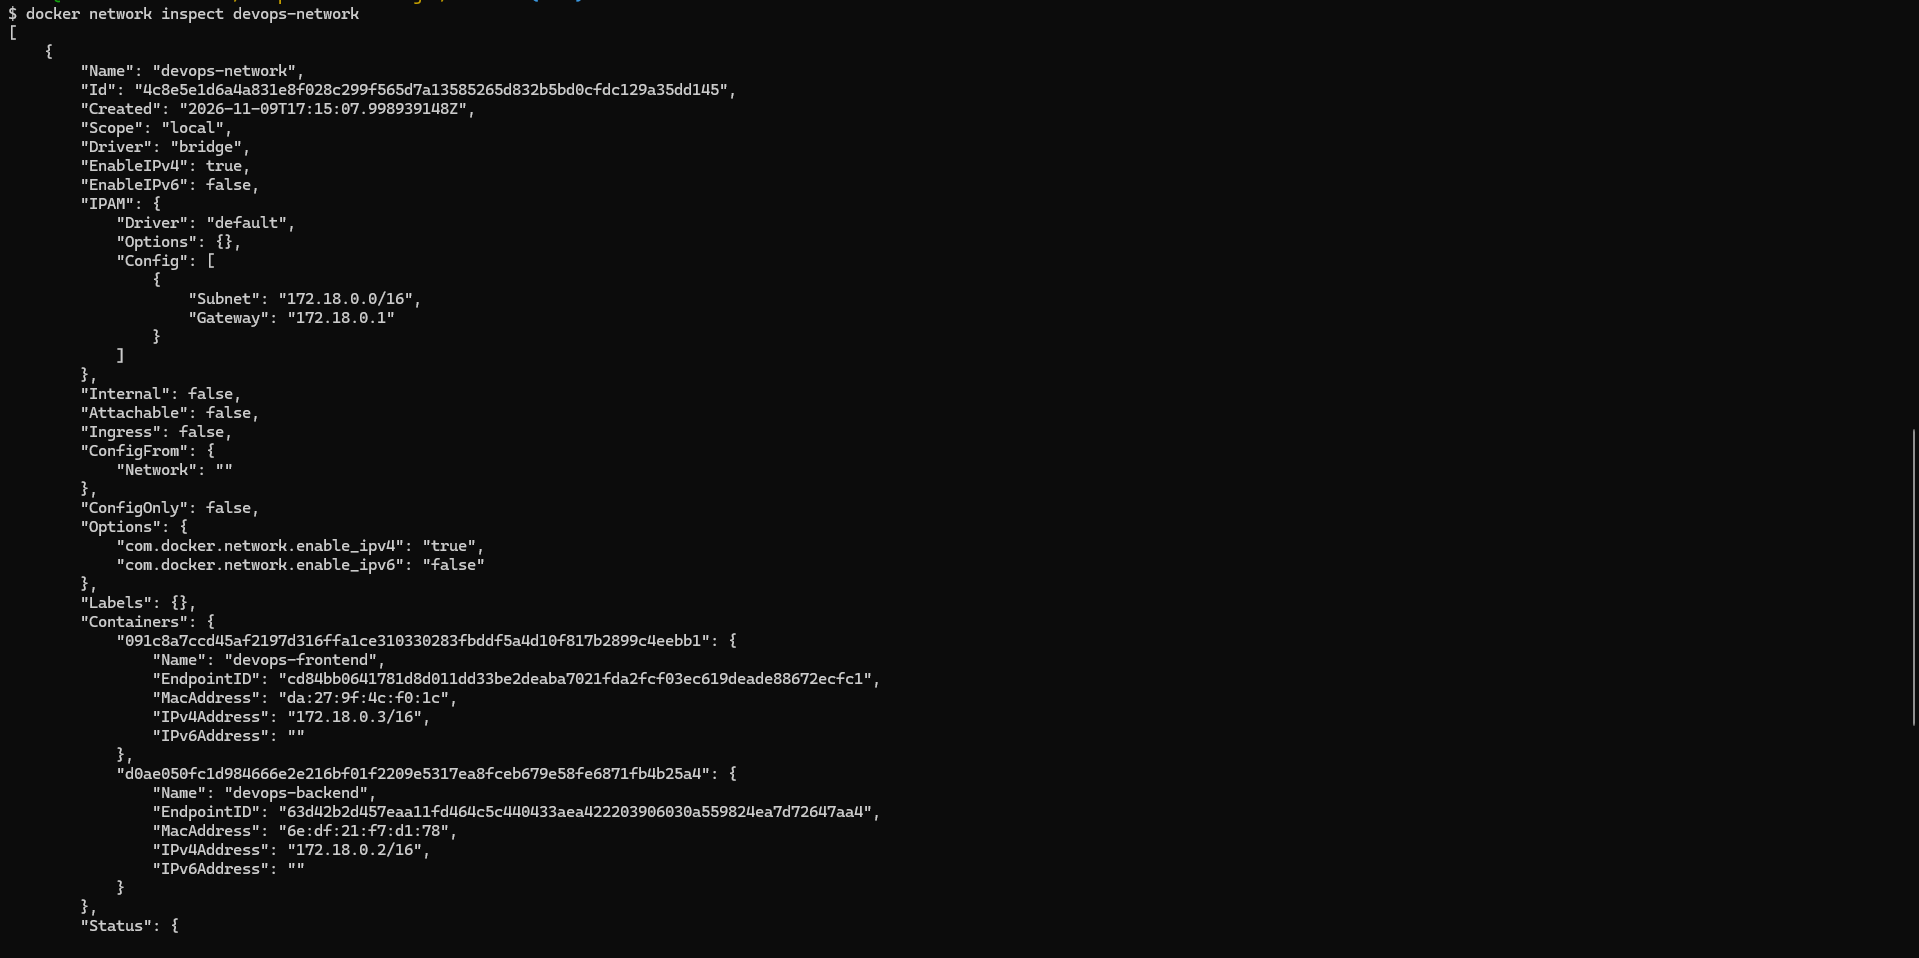 $ docker network inspect devops-network
[
    {
        "Name": "devops-network",
        "Id": "4c8e5e1d6a4a831e8f028c299f565d7a13585265d832b5bd0cfdc129a35dd145",
        "Created": "2026-11-09T17:15:07.998939148Z",
        "Scope": "local",
        "Driver": "bridge",
        "EnableIPv4": true,
        "EnableIPv6": false,
        "IPAM": {
            "Driver": "default",
            "Options": {},
            "Config": [
                {
                    "Subnet": "172.18.0.0/16",
                    "Gateway": "172.18.0.1"
                }
            ]
        },
        "Internal": false,
        "Attachable": false,
        "Ingress": false,
        "ConfigFrom": {
            "Network": ""
        },
        "ConfigOnly": false,
        "Options": {
            "com.docker.network.enable_ipv4": "true",
            "com.docker.network.enable_ipv6": "false"
        },
        "Labels": {},
        "Containers": {
            "091c8a7ccd45af2197d316ffa1ce310330283fbddf5a4d10f817b2899c4eebb1": {
                "Name": "devops-frontend",
                "EndpointID": "cd84bb0641781d8d011dd33be2deaba7021fda2fcf03ec619deade88672ecfc1",
                "MacAddress": "da:27:9f:4c:f0:1c",
                "IPv4Address": "172.18.0.3/16",
                "IPv6Address": ""
            },
            "d0ae050fc1d984666e2e216bf01f2209e5317ea8fceb679e58fe6871fb4b25a4": {
                "Name": "devops-backend",
                "EndpointID": "63d42b2d457eaa11fd464c5c440433aea422203906030a559824ea7d72647aa4",
                "MacAddress": "6e:df:21:f7:d1:78",
                "IPv4Address": "172.18.0.2/16",
                "IPv6Address": ""
            }
        },
        "Status": {